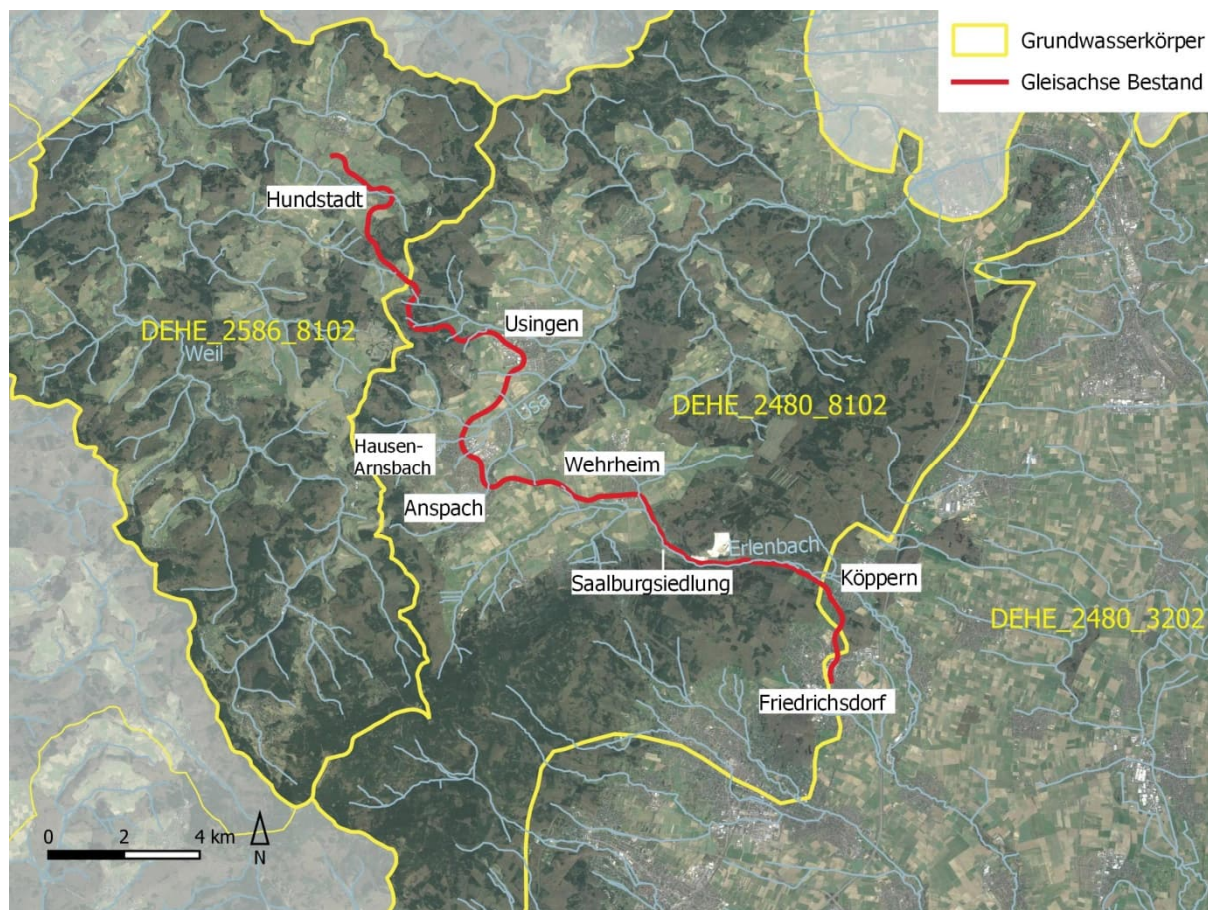 Grundwasserkörper
Gleisachse Bestand
Hundstadt
Usingen
DEHE_2586_8102
Weil
Usa
DEHE_2480_8102
Hausen-
Arnsbach
Wehrheim
Anspach
Erlenbach
Saalburgsiedlung
Köppern
DEHE_2480_3202
Friedrichsdorf
0 2 4 km
N